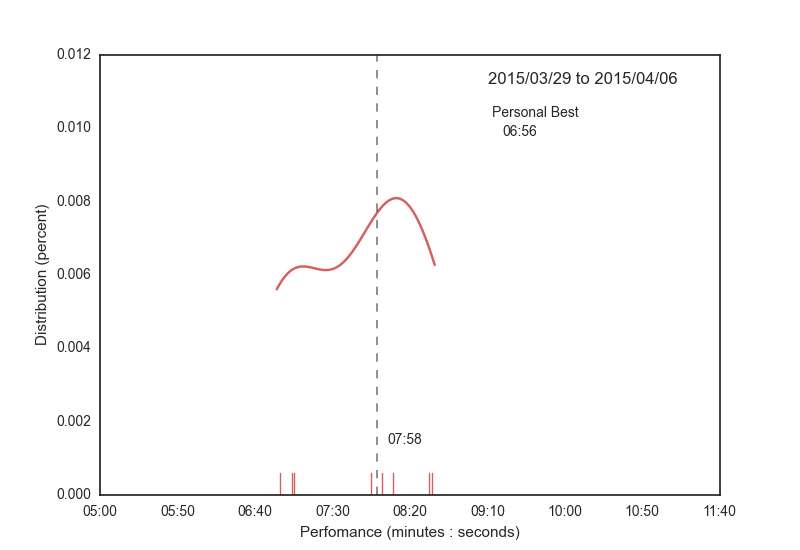 0.012
2015/03/29 to 2015/04/06
Personal Best
0.010
06:56
0.008
Distribution (percent)
0.006
0.004
0.002
07:58
0.000
05:00 05:50 06:40 07:30 08:20 09:10 10:00 10:50 11:40
Perfomance (minutes : seconds)